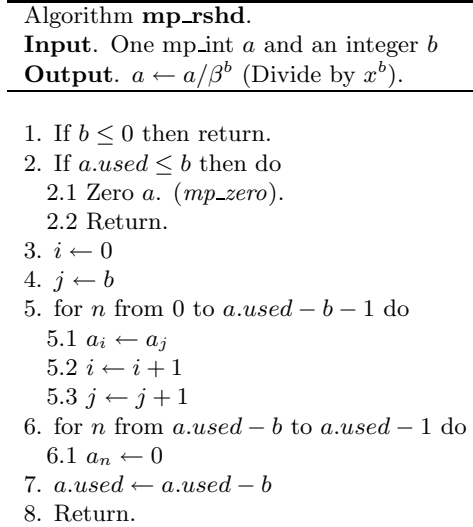 Algorithm mp_rshd.
Input. One mp_int a and an integer b
Output. a ← a/β^b (Divide by x^b).
1. If b ≤ 0 then return.
2. If a.used ≤ b then do
2.1 Zero a. (mp_zero).
2.2 Return.
3. i ← 0
4. j ← b
5. for n from 0 to a.used − b − 1 do
5.1 a_i ← a_j
5.2 i ← i + 1
5.3 j ← j + 1
6. for n from a.used − b to a.used − 1 do
6.1 a_n ← 0
7. a.used ← a.used − b
8. Return.